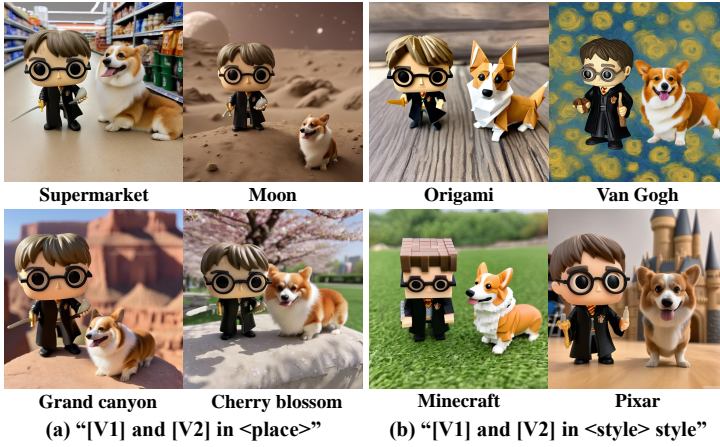 Supermarket
Moon
Origami
Van Gogh
Grand canyon
Cherry blossom
Minecraft
Pixar
(a) “[V1] and [V2] in <place>”
(b) “[V1] and [V2] in <style> style”